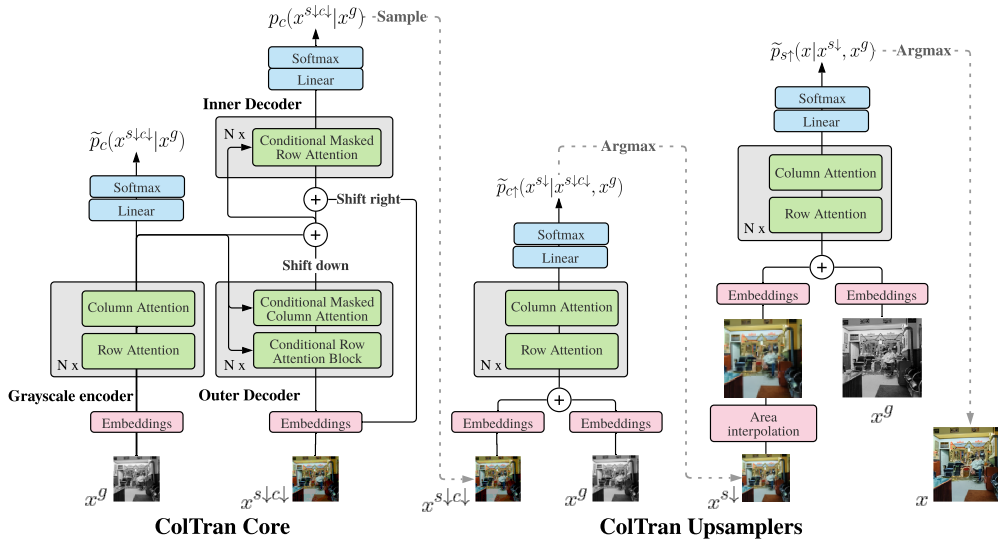 p_c(x^{s↓c↓}|x^g)
Sample
Softmax
Linear
Inner Decoder
N x
Conditional Masked
Row Attention
Shift right
p̃_c(x^{s↓c↓}|x^g)
Softmax
Linear
Shift down
Column Attention
Row Attention
N x
Grayscale encoder
Embeddings
x^g
Conditional Masked
Column Attention
Conditional Row
Attention Block
N x
Outer Decoder
Embeddings
x^{s↓c↓}
ColTran Core
Argmax
p̃_{c↑}(x^{s↓}|x^{s↓c↓}, x^g)
Softmax
Linear
Column Attention
Row Attention
N x
Embeddings
Embeddings
x^{s↓c↓}
x^g
p̃_{s↑}(x|x^{s↓}, x^g)
Argmax
Softmax
Linear
Column Attention
Row Attention
N x
Embeddings
Embeddings
x^g
Area
interpolation
x^{s↓}
x
ColTran Upsamplers